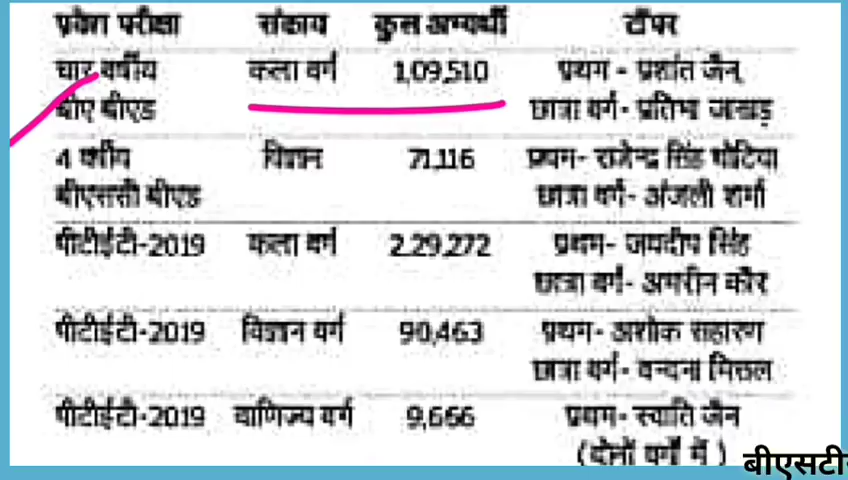 प्रवेश परीक्षा संकाय कुल अभ्यर्थी टॉपर
चार वर्षीय कला वर्ग 1,09,510 प्रथम - प्रशांत जैन,
बीए बीएड छात्रा वर्ग- प्रतिभा जाखड़
4 वर्षीय विज्ञान 71,116 प्रथम- राजेन्द्र सिंह
बीएससी बीएड छात्रा वर्ग- अंजली शर्मा
पीटीईटी-2019 कला वर्ग 2,29,272 प्रथम- जयदीप सिंह
छात्रा वर्ग- अमरीन कौर
पीटीईटी-2019 विज्ञान वर्ग 90,463 प्रथम- अशोक सहारण
छात्रा वर्ग- वन्दना मित्तल
पीटीईटी-2019 वाणिज्य वर्ग 9,666 प्रथम- स्वाति जैन
(दोनों वर्गों में )